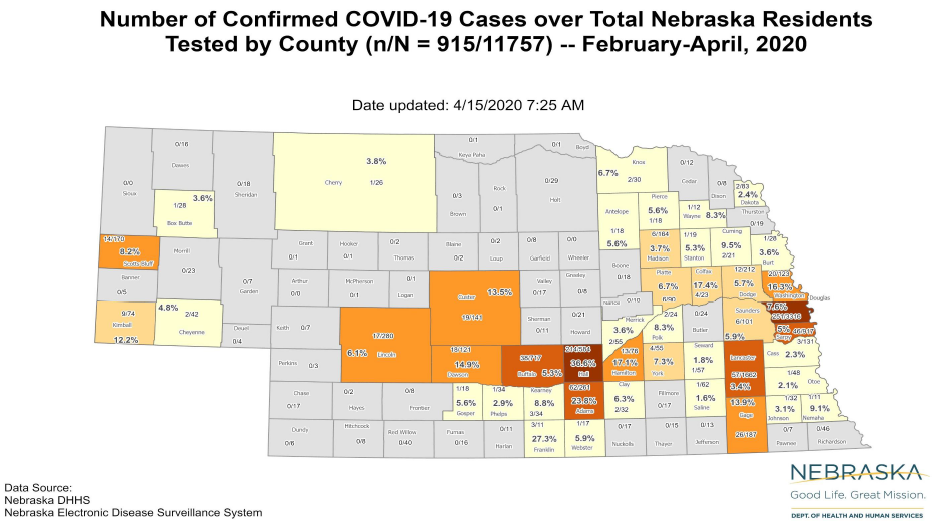 Number of Confirmed COVID-19 Cases over Total Nebraska Residents
Tested by County (n/N = 915/11757) -- February-April, 2020
Date updated: 4/15/2020 7:25 AM
0/0
Sioux
0/16
Dawes
0/18
Sheridan
3.8%
Cherry 1/26
0/1
Keya Paha
0/1
Boyd
3.6%
1/28
Box Butte
0/3
Brown
Rock
0/1
0/29
Holt
Knox
6.7%
2/30
0/12
Cedar
0/8
Dixon
2/83
2.4%
Dakota
Antelope
1/18
5.6%
Pierce
5.6%
1/18
1/12
Wayne
8.3%
Thurston
0/19
14/170
8.2%
Scotts Bluff
Morrill
0/23
0/7
Garden
Grant
0/1
Hooker
0/1
0/2
Thomas
Blaine
0/2
0/2
Loup
0/8
Garfield
0/0
Wheeler
Boone
0/18
6/164
3.7%
Madison
1/19
5.3%
Stanton
Cuming
9.5%
2/21
1/28
3.6%
Burt
Banner
0/5
Arthur
0/0
McPherson
0/1
0/1
Logan
Custer
13.5%
19/141
Valley
0/17
Greeley
0/8
Nance
0/10
Platte
6.7%
6/90
Colfax
17.4%
4/23
12/212
5.7%
Dodge
20/123
16.3%
Washington
Douglas
9/74
Kimball
12.2%
4.8%
2/42
Cheyenne
Deuel
0/4
Keith 0/7
17/280
6.1%
Lincoln
Sherman
0/11
0/21
Howard
Merrick
3.6%
2/55
2/24
8.3%
Polk
0/24
Butler
Saunders
6/101
5.9%
7.6%
5%
Sarpy
Perkins
0/3
18/121
14.9%
Dawson
Buffalo
5.3%
36.6%
Hall
13/76
17.1%
Hamilton
4/55
7.3%
York
Seward
1.8%
1/57
Lancaster
57/1662
3.4%
3/131
Cass 2.3%
Chase
0/17
0/2
Hayes
0/8
Frontier
1/18
5.6%
Gosper
1/34
2.9%
Phelps
Kearney
8.8%
3/34
62/261
23.8%
Adams
Clay
6.3%
2/32
Fillmore
0/17
1/62
1.6%
Saline
13.9%
Gage
26/187
1/48
2.1%
Otoe
1/32
3.1%
Johnson
1/11
9.1%
Nemaha
Dundy
0/6
Hitchcock
0/8
Red Willow
0/40
Furnas
0/16
0/11
Harlan
3/11
27.3%
Franklin
1/17
5.9%
Webster
0/17
Nuckolls
0/15
Thayer
0/13
Jefferson
0/7
Pawnee
0/46
Richardson
Data Source:
Nebraska DHHS
Nebraska Electronic Disease Surveillance System
NEBRASKA
Good Life. Great Mission.
DEPT. OF HEALTH AND HUMAN SERVICES